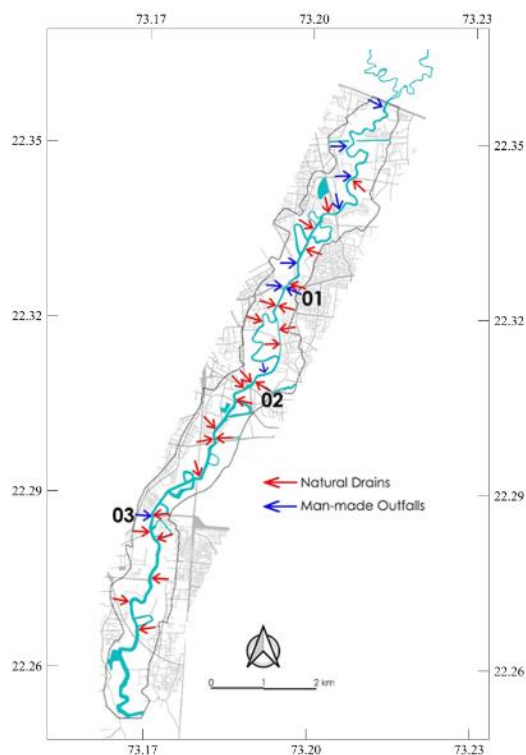 73.17 73.20 73.23
22.35 22.35
01
22.32 22.32
02
Natural Drains
22.29 22.29
Man-made Outfalls
03
22.26 22.26
0 1 2 km
73.17 73.20 73.23